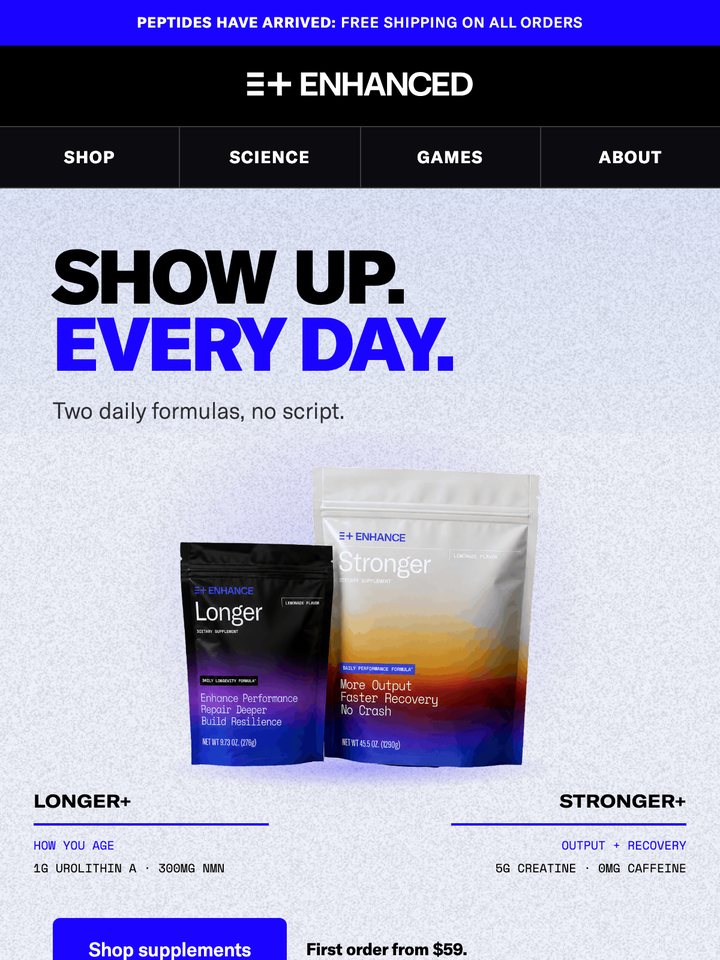 PEPTIDES HAVE ARRIVED: FREE SHIPPING ON ALL ORDERS
ENHANCED
SHOP
SCIENCE
GAMES
ABOUT
SHOW UP.
EVERY DAY.
Two daily formulas, no script.
ENHANCE
Longer
LEMONADE FLAVOR
DIETARY SUPPLEMENT
DAILY LONGEVITY FORMULA*
Enhance Performance
Repair Deeper
Build Resilience
NET WT 9.73 OZ. (276g)
ENHANCE
Stronger
LEMONADE FLAVOR
DIETARY SUPPLEMENT
DAILY PERFORMANCE FORMULA*
More Output
Faster Recovery
No Crash
NET WT 45.5 OZ. (1290g)
LONGER+
HOW YOU AGE
1G UROLITHIN A · 300MG NMN
STRONGER+
OUTPUT + RECOVERY
5G CREATINE · 0MG CAFFEINE
Shop supplements
First order from $59.